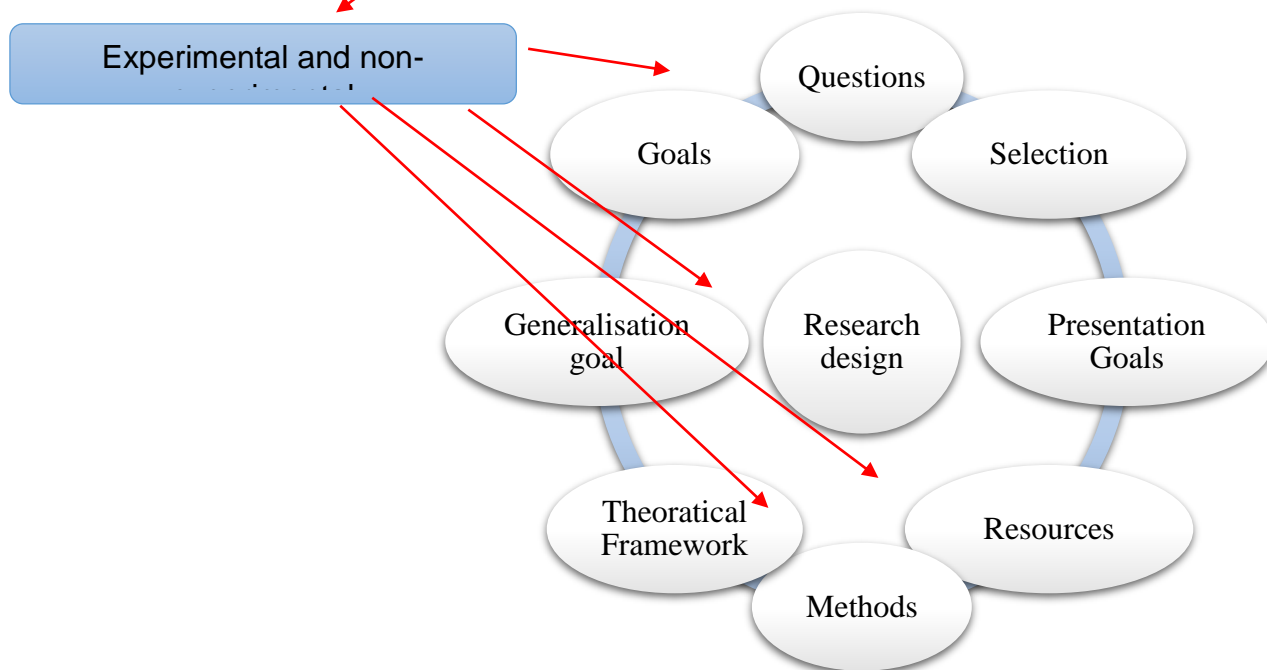 Experimental and non-
Questions
Goals
Selection
Generalisation
goal
Research
design
Presentation
Goals
Theoratical
Framework
Resources
Methods